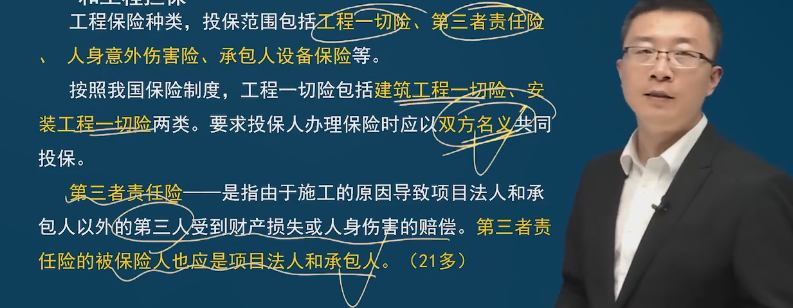 和工程担保
工程保险种类，投保范围包括工程一切险、第三者责任险
、 人身意外伤害险、承包人设备保险等。
按照我国保险制度，工程一切险包括建筑工程一切险、安
装工程一切险两类。要求投保人办理保险时应以双方名义共同
投保。
第三者责任险——是指由于施工的原因导致项目法人和承
包人以外的第三人受到财产损失或人身伤害的赔偿。第三者责
任险的被保险人也应是项目法人和承包人。（21多）